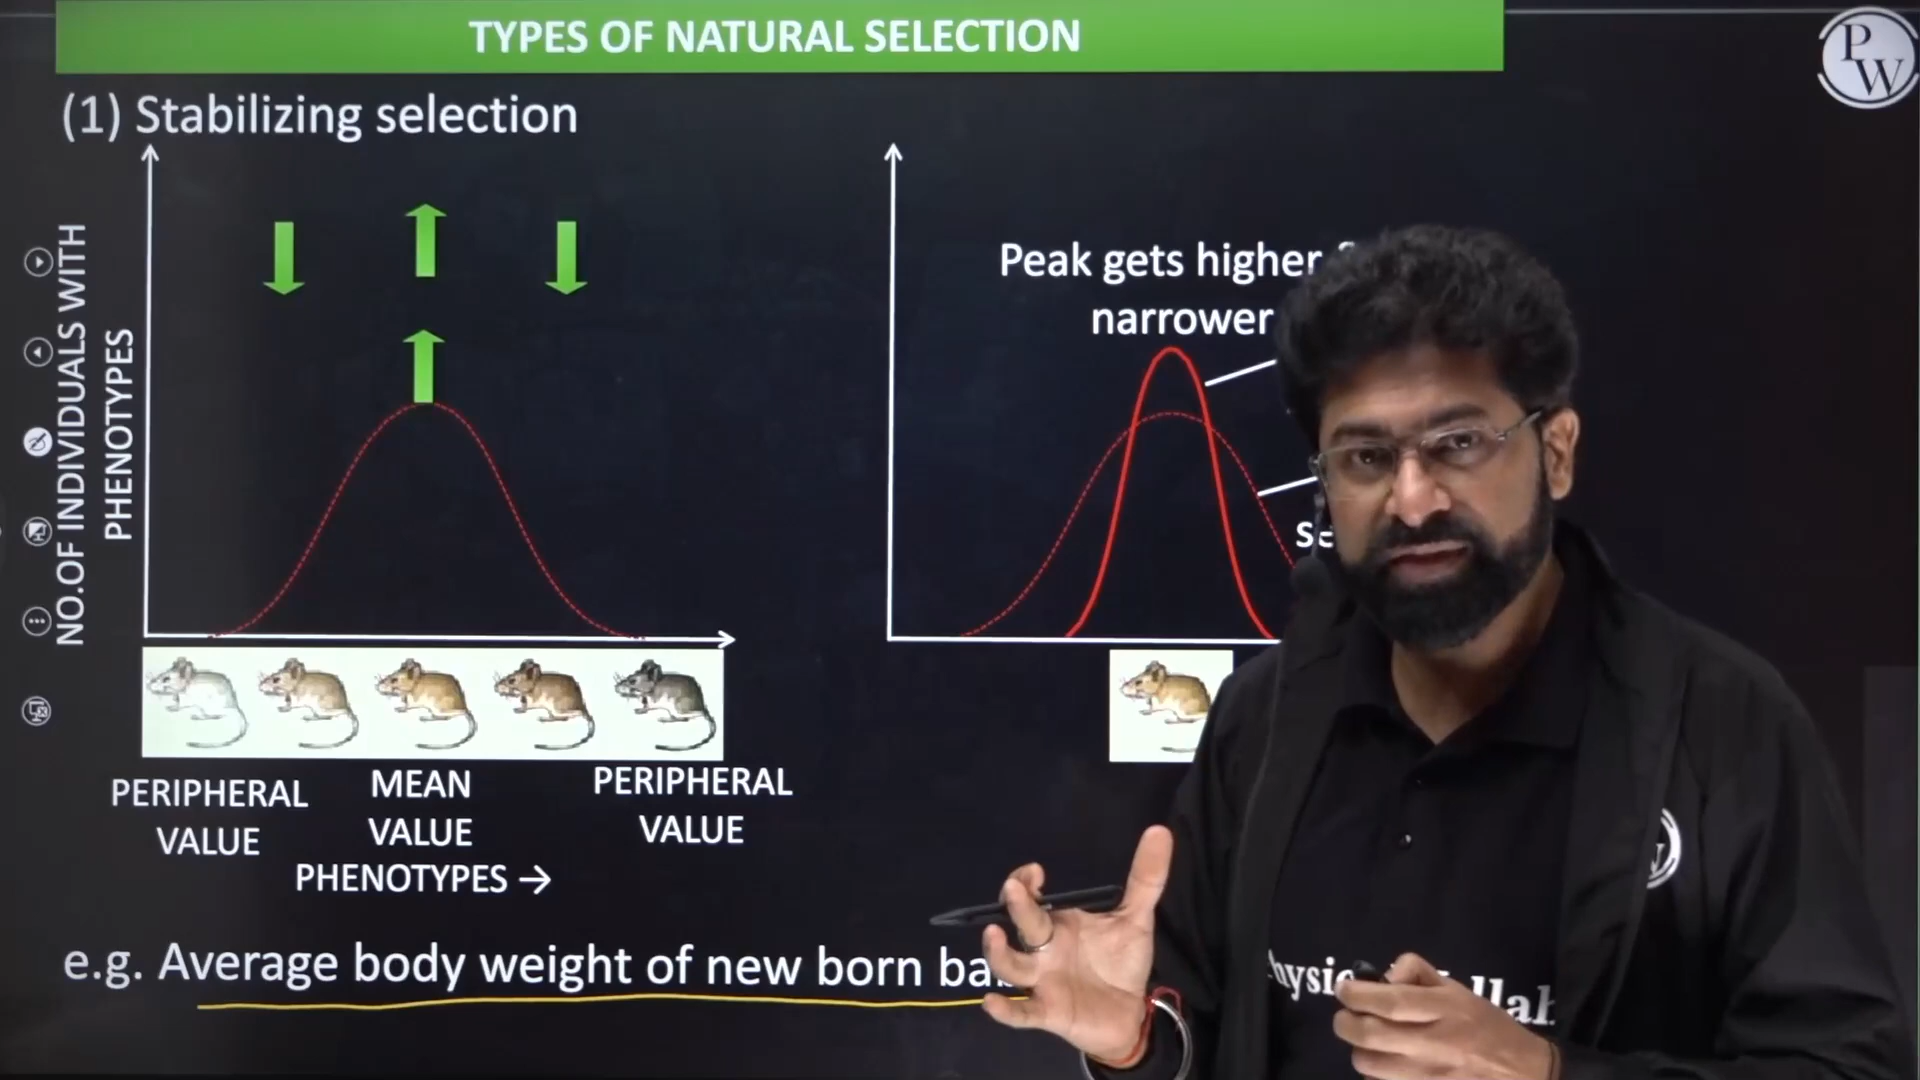 TYPES OF NATURAL SELECTION
P
W
(1) Stabilizing selection
NO.OF INDIVIDUALS WITH
PHENOTYPES
Peak gets higher
narrower
PERIPHERAL
VALUE
MEAN
VALUE
PERIPHERAL
VALUE
PHENOTYPES →
e.g. Average body weight of new born